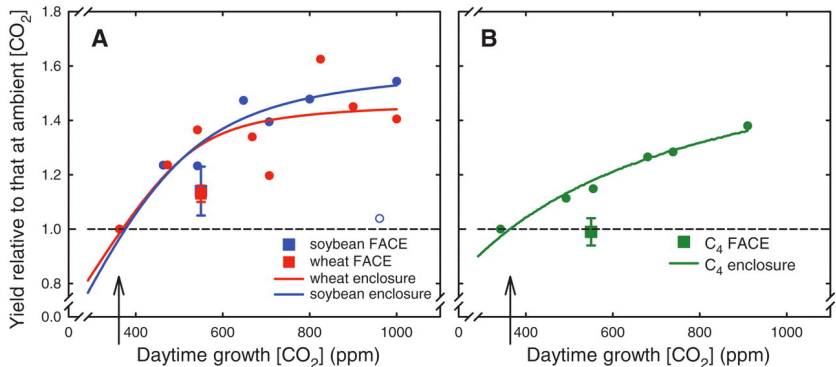 Yield relative to that at ambient [CO₂]
A
1.8
1.6
1.4
1.2
1.0
0.8
0.0
soybean FACE
wheat FACE
wheat enclosure
soybean enclosure
0 400 600 800 1000
Daytime growth [CO₂] (ppm)
B
C₄ FACE
C₄ enclosure
0 400 600 800 1000
Daytime growth [CO₂] (ppm)